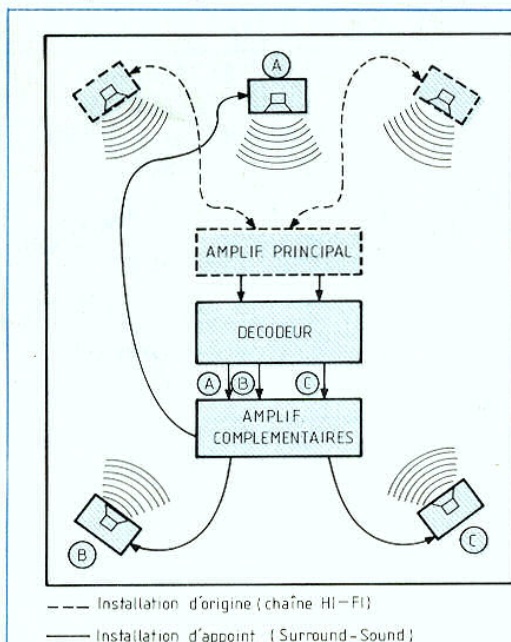 A
AMPLIF. PRINCIPAL
DECODEUR
A B C
AMPLIF.
COMPLEMENTAIRES
B
C
Installation d'origine (chaîne HI-FI)
Installation d'appoint (Surround-Sound)